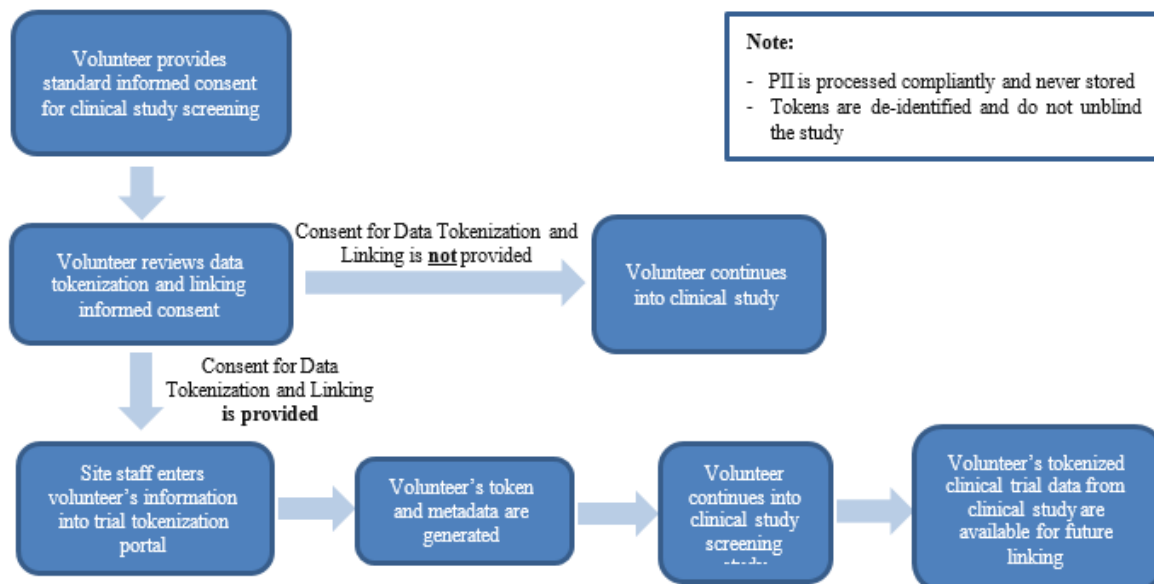 Volunteer provides
standard informed consent
for clinical study screening
Note:
- PII is processed compliantly and never stored
- Tokens are de-identified and do not unblind
the study
Volunteer reviews data
tokenization and linking
informed consent
Consent for Data Tokenization and
Linking is not provided
Volunteer continues
into clinical study
Consent for Data
Tokenization and Linking
is provided
Site staff enters
volunteer’s information
into trial tokenization
portal
Volunteer’s token
and metadata are
generated
Volunteer
continues into
clinical study
screening
study
Volunteer’s tokenized
clinical trial data from
clinical study are
available for future
linking